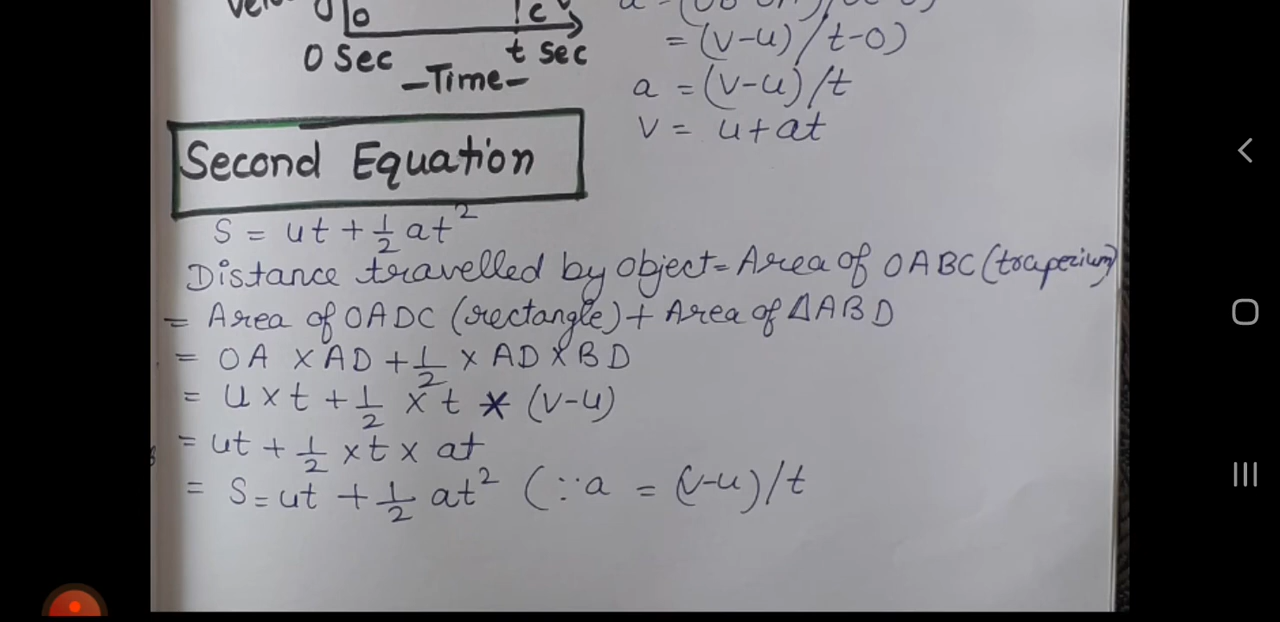 O
C
= (v-u) / t-0)
0 Sec
t sec
-Time-
a = (v-u) /t
v = u+at
Second Equation
S = ut + 1/2 at²
Distance travelled by object = Area of OABC (trapezium)
= Area of OADC (rectangle) + Area of ΔABD
= OA × AD + 1/2 × AD × BD
= u × t + 1/2 × t * (v-u)
= ut + 1/2 × t × at
= S = ut + 1/2 at² (∵ a = (v-u)/t